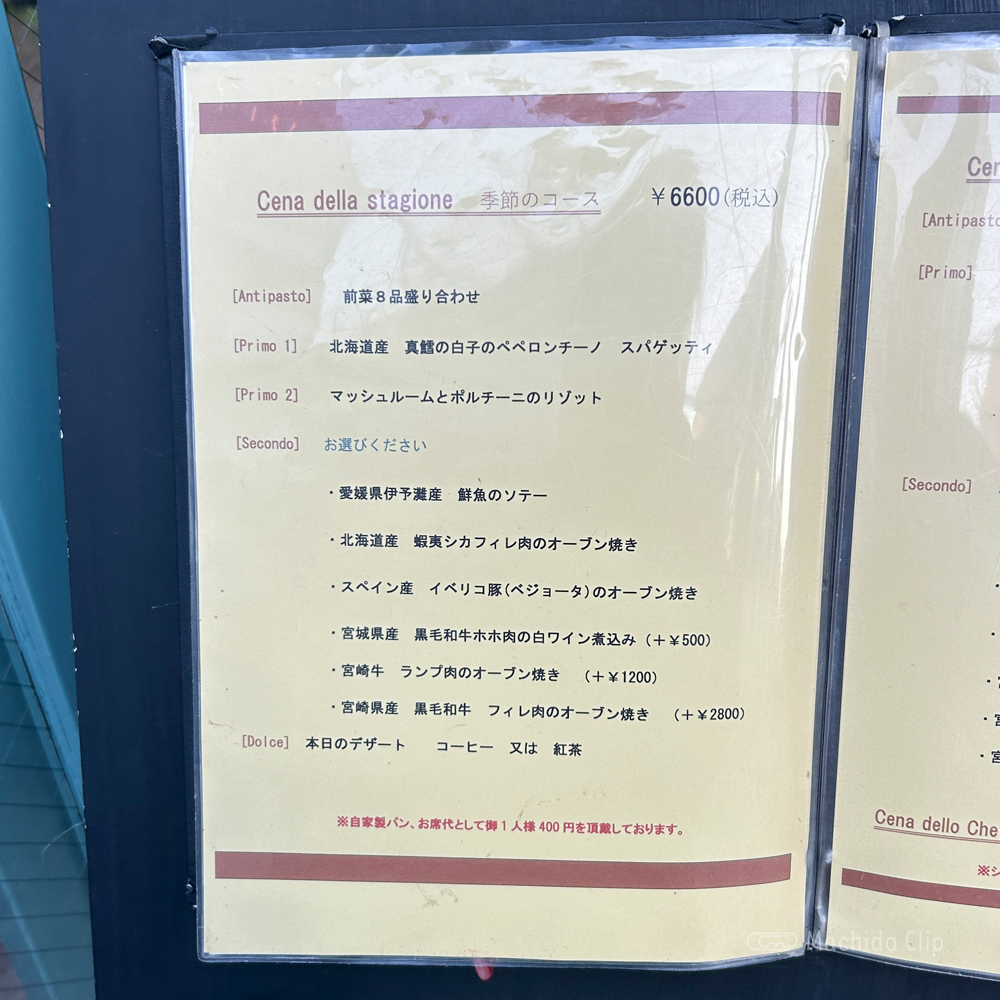 Cena della stagione 季節のコース ￥6600(税込)
[Antipasto] 前菜８品盛り合わせ
[Primo 1] 北海道産 真鱈の白子のペペロンチーノ スパゲッティ
[Primo 2] マッシュルームとポルチーニのリゾット
[Secondo] お選びください
・愛媛県伊予灘産 鮮魚のソテー
・北海道産 蝦夷シカフィレ肉のオーブン焼き
・スペイン産 イベリコ豚(ベジョータ)のオーブン焼き
・宮城県産 黒毛和牛ホホ肉の白ワイン煮込み (＋￥500)
・宮崎牛 ランプ肉のオーブン焼き (＋￥1200)
・宮崎県産 黒毛和牛 フィレ肉のオーブン焼き (＋￥2800)
[Dolce] 本日のデザート コーヒー 又は 紅茶
※自家製パン、お席代として御１人様 400 円を頂戴しております。
[Antipasto
[Primo]
[Secondo]
Cena dello Che
Machida Clip